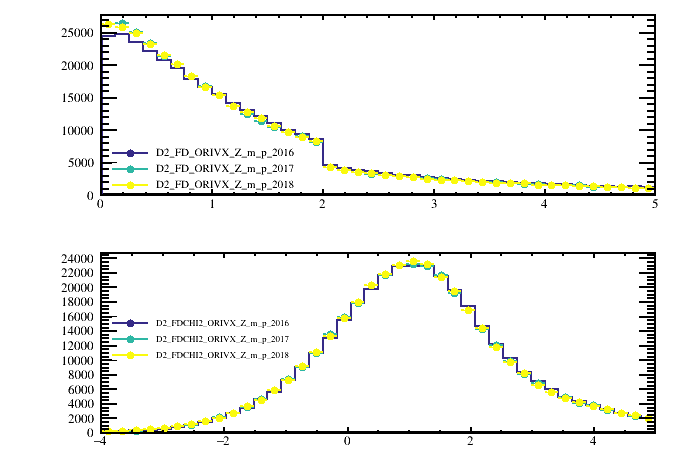 25000
20000
15000
10000
5000
0
D2_FD_ORIVX_Z_m_p_2016
D2_FD_ORIVX_Z_m_p_2017
D2_FD_ORIVX_Z_m_p_2018
0 1 2 3 4 5
24000
22000
20000
18000
16000
14000
12000
10000
8000
6000
4000
2000
0
D2_FDCHI2_ORIVX_Z_m_p_2016
D2_FDCHI2_ORIVX_Z_m_p_2017
D2_FDCHI2_ORIVX_Z_m_p_2018
−4 −2 0 2 4